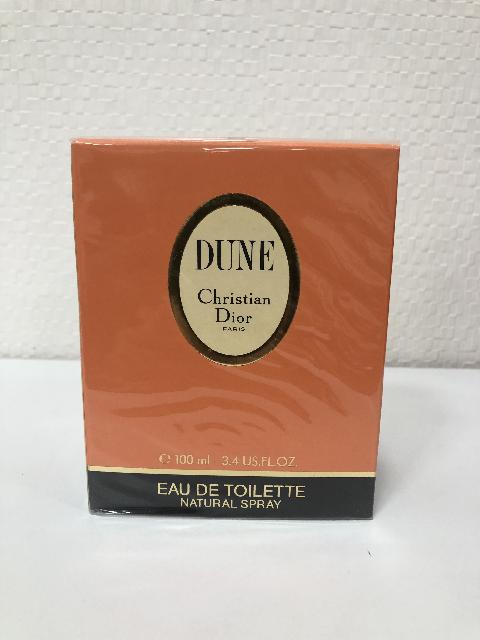 DUNE
Christian
Dior
PARIS
℮ 100 ml 3.4 US.FL.OZ.
EAU DE TOILETTE
NATURAL SPRAY